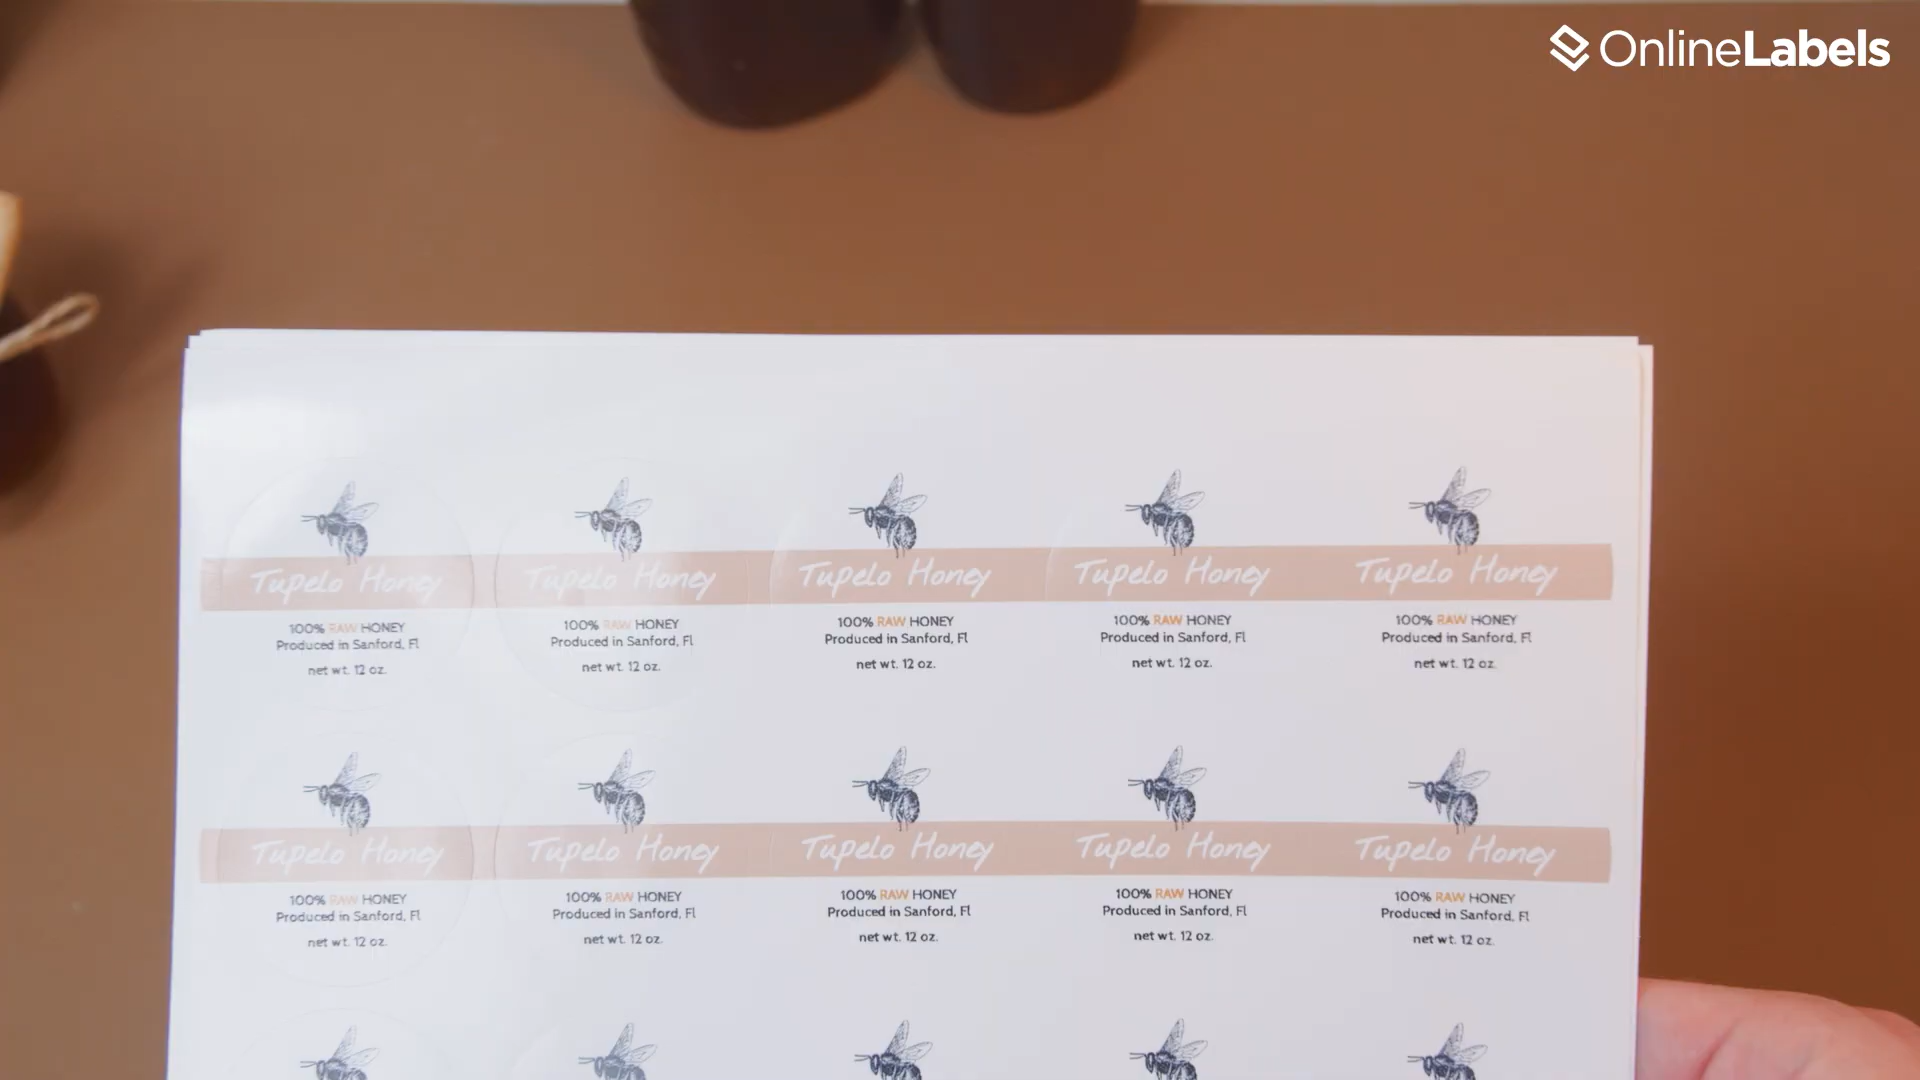 OnlineLabels
Tupelo Honey Tupelo Honey Tupelo Honey Tupelo Honey Tupelo Honey
100% RAW HONEY 100% RAW HONEY 100% RAW HONEY 100% RAW HONEY 100% RAW HONEY
Produced in Sanford, Fl Produced in Sanford, Fl Produced in Sanford, Fl Produced in Sanford, Fl Produced in Sanford, Fl
net wt. 12 oz. net wt. 12 oz. net wt. 12 oz. net wt. 12 oz. net wt. 12 oz.
Tupelo Honey Tupelo Honey Tupelo Honey Tupelo Honey Tupelo Honey
100% RAW HONEY 100% RAW HONEY 100% RAW HONEY 100% RAW HONEY 100% RAW HONEY
Produced in Sanford, Fl Produced in Sanford, Fl Produced in Sanford, Fl Produced in Sanford, Fl Produced in Sanford, Fl
net wt. 12 oz. net wt. 12 oz. net wt. 12 oz. net wt. 12 oz. net wt. 12 oz.